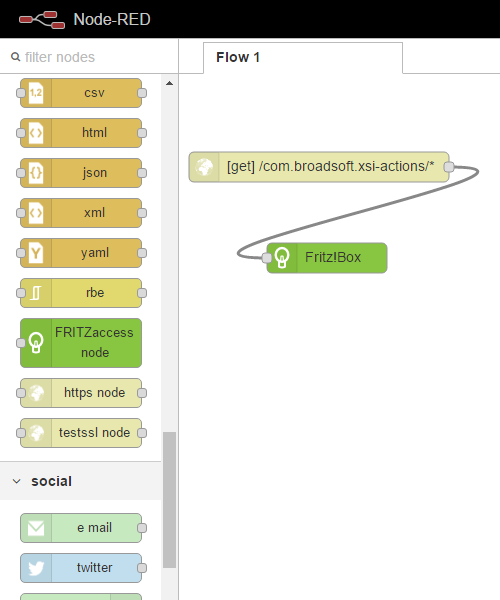 Node-RED
filter nodes
Flow 1
1,2 csv
html
json
xml
yaml
rbe
FRITZaccess
node
https node
testssl node
social
e mail
twitter
[get] /com.broadsoft.xsi-actions/*
Fritz!Box